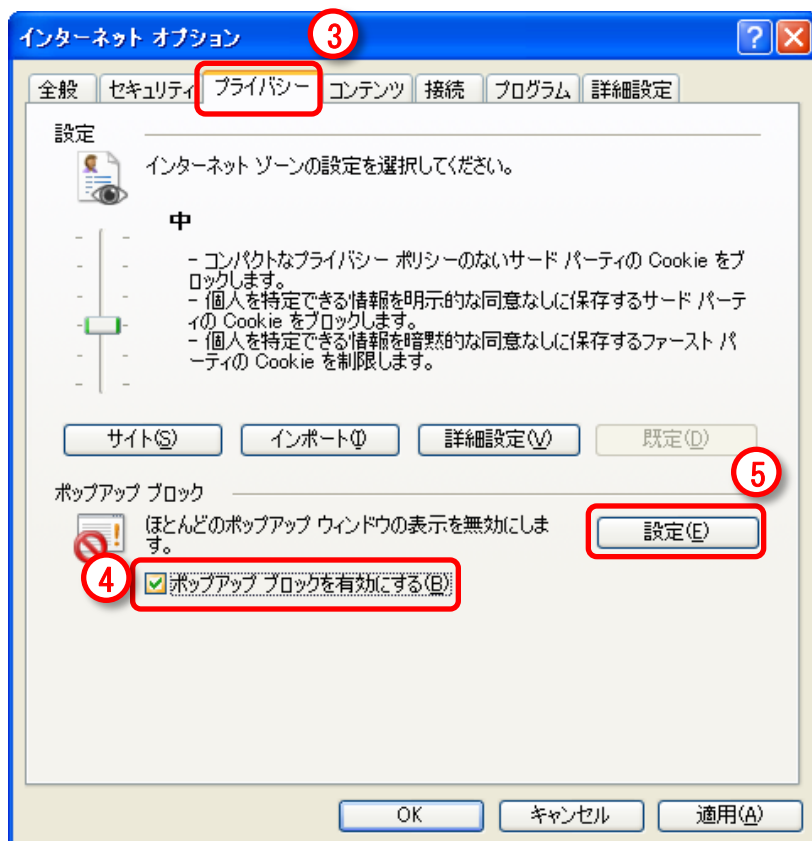 インターネット オプション
③
全般 セキュリティ プライバシー コンテンツ 接続 プログラム 詳細設定
設定
インターネット ゾーンの設定を選択してください。
中
- コンパクトなプライバシー ポリシーのないサード パーティの Cookie をブ
ロックします。
- 個人を特定できる情報を明示的な同意なしに保存するサード パーテ
ィの Cookie をブロックします。
- 個人を特定できる情報を暗黙的な同意なしに保存するファースト パ
ーティの Cookie を制限します。
サイト(S) インポート(I) 詳細設定(V) 既定(D)
⑤
ポップアップ ブロック
ほとんどのポップアップ ウィンドウの表示を無効にしま
す。
設定(E)
④
ポップアップ ブロックを有効にする(B)
OK キャンセル 適用(A)